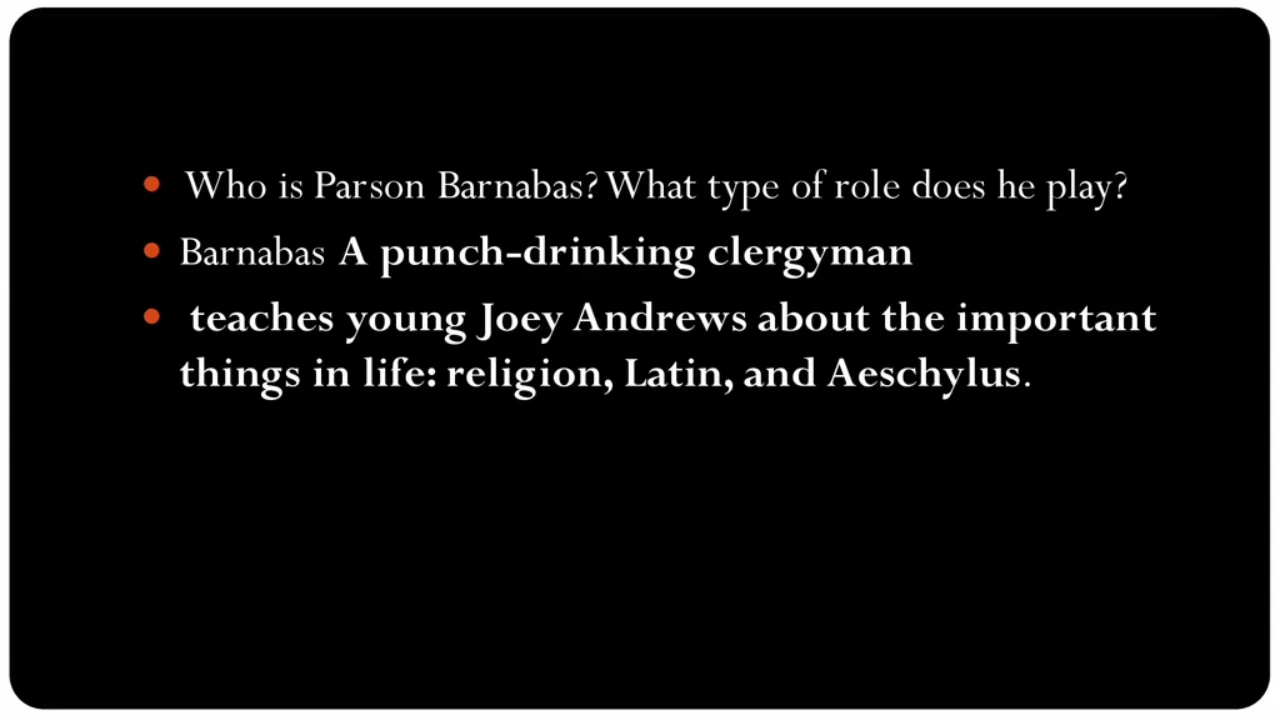 • Who is Parson Barnabas? What type of role does he play?
• Barnabas A punch-drinking clergyman
• teaches young Joey Andrews about the important
things in life: religion, Latin, and Aeschylus.